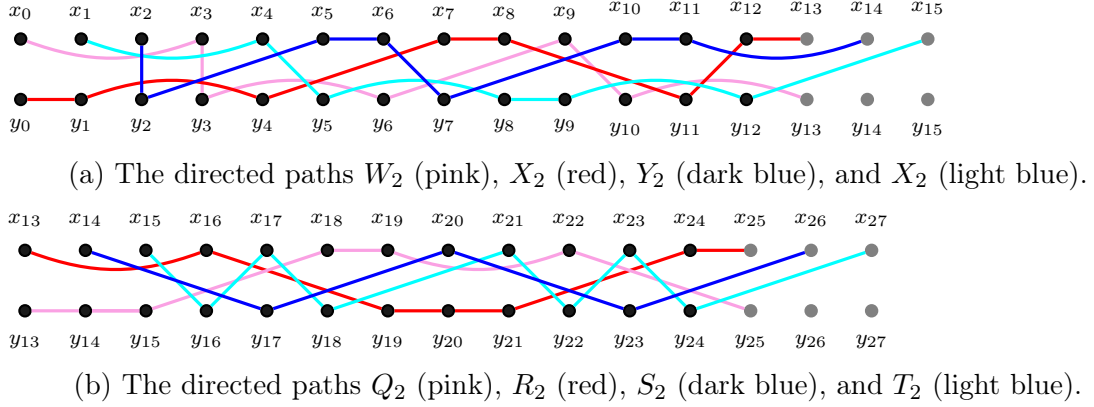 x₀ x₁ x₂ x₃ x₄ x₅ x₆ x₇ x₈ x₉ x₁₀ x₁₁ x₁₂ x₁₃ x₁₄ x₁₅
y₀ y₁ y₂ y₃ y₄ y₅ y₆ y₇ y₈ y₉ y₁₀ y₁₁ y₁₂ y₁₃ y₁₄ y₁₅
(a) The directed paths W₂ (pink), X₂ (red), Y₂ (dark blue), and X₂ (light blue).
x₁₃ x₁₄ x₁₅ x₁₆ x₁₇ x₁₈ x₁₉ x₂₀ x₂₁ x₂₂ x₂₃ x₂₄ x₂₅ x₂₆ x₂₇
y₁₃ y₁₄ y₁₅ y₁₆ y₁₇ y₁₈ y₁₉ y₂₀ y₂₁ y₂₂ y₂₃ y₂₄ y₂₅ y₂₆ y₂₇
(b) The directed paths Q₂ (pink), R₂ (red), S₂ (dark blue), and T₂ (light blue).